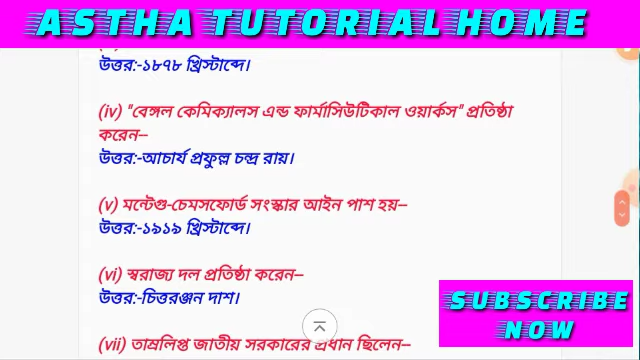 ASTHA TUTORIAL HOME
উত্তর:-১৮৭৮ খ্রিস্টাব্দে।
(iv) "বেঙ্গল কেমিক্যালস এন্ড ফার্মাসিউটিকাল ওয়ার্কস" প্রতিষ্ঠা
করেন–
উত্তর:-আচার্য প্রফুল্ল চন্দ্র রায়।
(v) মন্টেগু-চেমসফোর্ড সংস্কার আইন পাশ হয়–
উত্তর:-১৯১৯ খ্রিস্টাব্দে।
(vi) স্বরাজ্য দল প্রতিষ্ঠা করেন–
উত্তর:-চিত্তরঞ্জন দাশ।
(vii) তাম্রলিপ্ত জাতীয় সরকারের প্রধান ছিলেন–
SUBSCRIBE
NOW